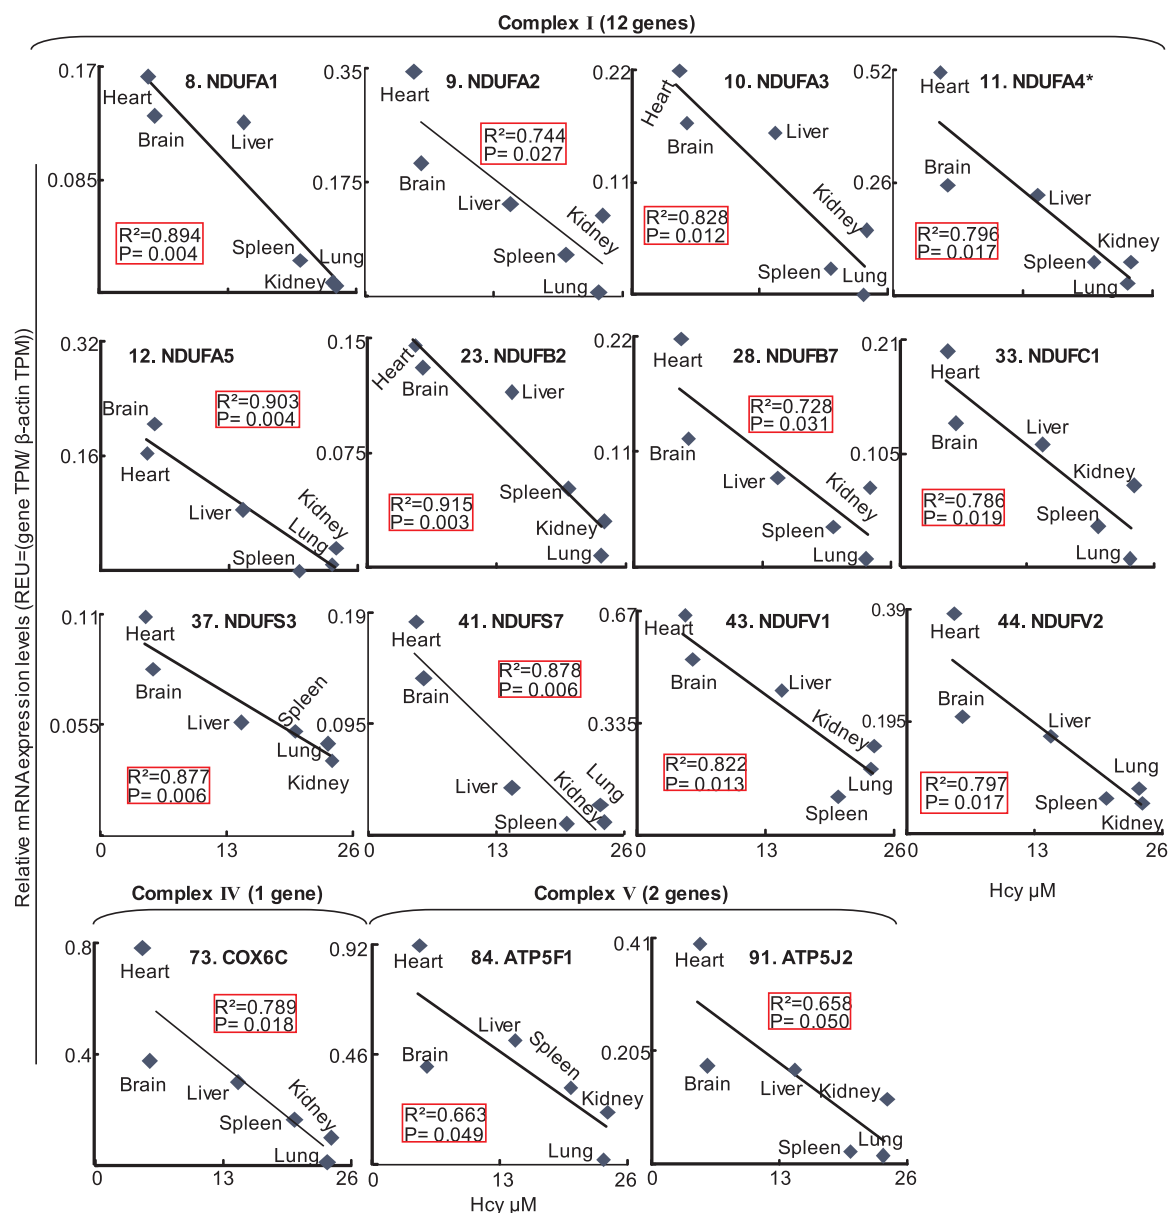 Complex I (12 genes)
Relative mRNA expression levels (REU=(gene TPM/ β-actin TPM))
8. NDUFA1
0.17
0.085
Heart
Brain
Liver
Spleen
Lung
Kidney
R²=0.894
P= 0.004
9. NDUFA2
0.35
0.175
Heart
Brain
Liver
Kidney
Spleen
Lung
R²=0.744
P= 0.027
10. NDUFA3
0.22
0.11
Heart
Brain
Liver
Kidney
Spleen
Lung
R²=0.828
P= 0.012
11. NDUFA4*
0.52
0.26
Heart
Brain
Liver
Kidney
Spleen
Lung
R²=0.796
P= 0.017
12. NDUFA5
0.32
0.16
Brain
Heart
Liver
Kidney
Lung
Spleen
R²=0.903
P= 0.004
23. NDUFB2
0.15
0.075
Heart
Brain
Liver
Spleen
Kidney
Lung
R²=0.915
P= 0.003
28. NDUFB7
0.22
0.11
Heart
Brain
Liver
Kidney
Spleen
Lung
R²=0.728
P= 0.031
33. NDUFC1
0.21
0.105
Heart
Brain
Liver
Kidney
Spleen
Lung
R²=0.786
P= 0.019
37. NDUFS3
0.11
0.055
Heart
Brain
Liver
Spleen
Lung
Kidney
R²=0.877
P= 0.006
0
13
26
41. NDUFS7
0.19
0.095
Heart
Brain
Liver
Lung
Kidney
Spleen
R²=0.878
P= 0.006
0
13
26
43. NDUFV1
0.67
0.335
Heart
Brain
Liver
Kidney
Lung
Spleen
R²=0.822
P= 0.013
0
13
26
44. NDUFV2
0.39
0.195
Heart
Brain
Liver
Lung
Spleen
Kidney
R²=0.797
P= 0.017
0
13
26
Hcy µM
Complex IV (1 gene)
Complex V (2 genes)
73. COX6C
0.8
0.4
Heart
Brain
Liver
Kidney
Spleen
Lung
R²=0.789
P= 0.018
0
13
26
84. ATP5F1
0.92
0.46
Heart
Liver
Brain
Spleen
Kidney
Lung
R²=0.663
P= 0.049
0
13
26
91. ATP5J2
0.41
0.205
Heart
Brain
Liver
Kidney
Lung
Spleen
R²=0.658
P= 0.050
0
13
26
Hcy µM